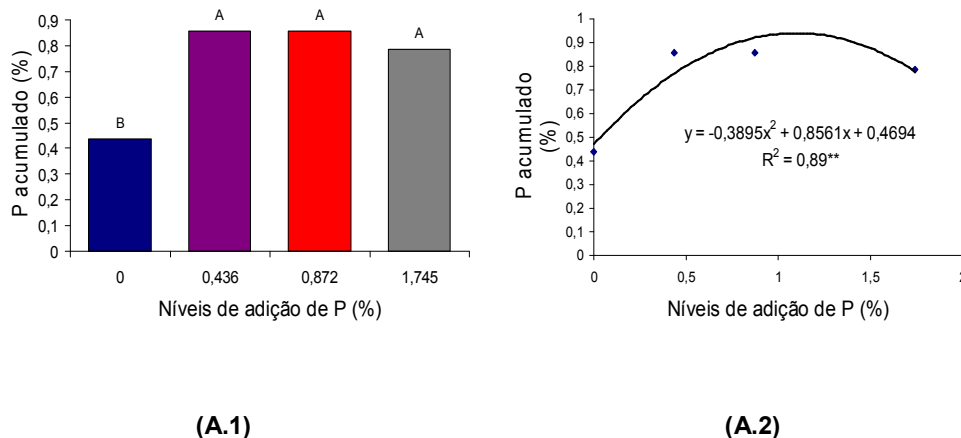 P acumulado (%)
0,9
0,8
0,7
0,6
0,5
0,4
0,3
0,2
0,1
0
B
A
A
A
0 0,436 0,872 1,745
Níveis de adição de P (%)
(A.1)
P acumulado
(%)
1
0,9
0,8
0,7
0,6
0,5
0,4
0,3
0,2
0,1
0
y = -0,3895x² + 0,8561x + 0,4694
R² = 0,89**
0 0,5 1 1,5 2
Níveis de adição de P (%)
(A.2)